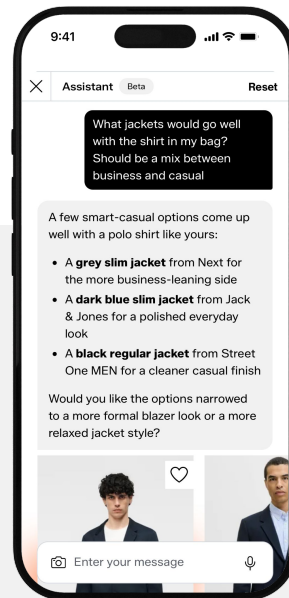 9:41
Assistant Beta Reset
What jackets would go well
with the shirt in my bag?
Should be a mix between
business and casual
A few smart-casual options come up
well with a polo shirt like yours:
• A grey slim jacket from Next for
the more business-leaning side
• A dark blue slim jacket from Jack
& Jones for a polished everyday
look
• A black regular jacket from Street
One MEN for a cleaner casual finish
Would you like the options narrowed
to a more formal blazer look or a more
relaxed jacket style?
Enter your message